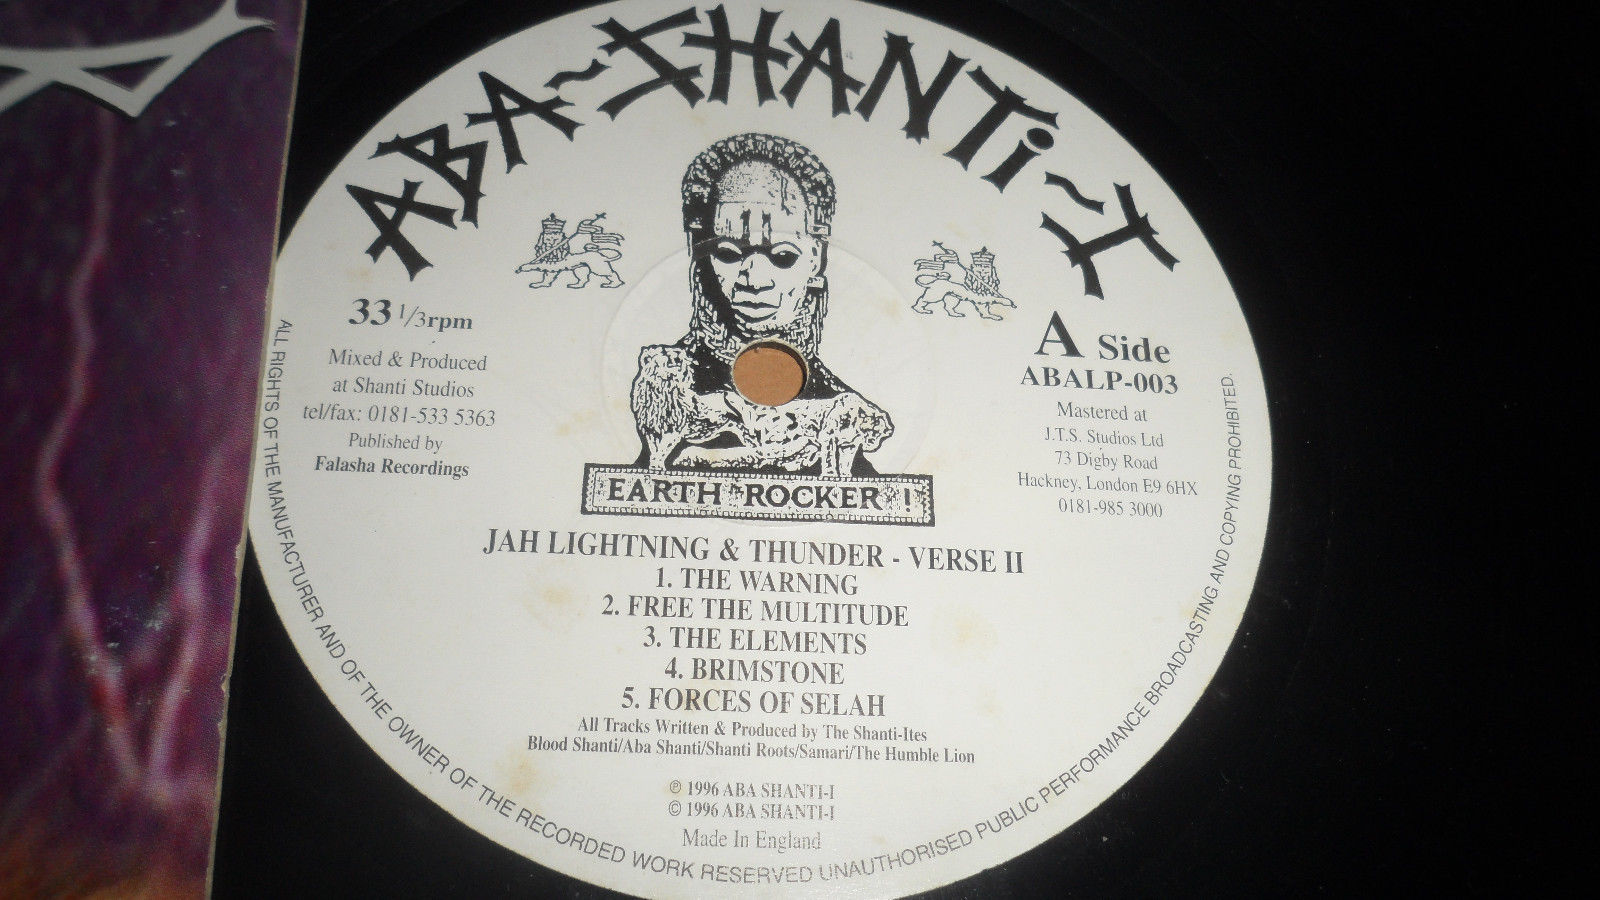 ABA~SHANTi~I
33 1/3rpm
Mixed & Produced
at Shanti Studios
tel/fax: 0181-533 5363
Published by
Falasha Recordings
A Side
ABALP-003
Mastered at
J.T.S. Studios Ltd
73 Digby Road
Hackney, London E9 6HX
0181-985 3000
EARTH ROCKER !
JAH LIGHTNING & THUNDER - VERSE II
1. THE WARNING
2. FREE THE MULTITUDE
3. THE ELEMENTS
4. BRIMSTONE
5. FORCES OF SELAH
All Tracks Written & Produced by The Shanti-Ites
Blood Shanti/Aba Shanti/Shanti Roots/Samari/The Humble Lion
℗ 1996 ABA SHANTI-I
© 1996 ABA SHANTI-I
Made In England
ALL RIGHTS OF THE MANUFACTURER AND OF THE OWNER OF THE RECORDED WORK RESERVED UNAUTHORISED PUBLIC PERFORMANCE BROADCASTING AND COPYING PROHIBITED.